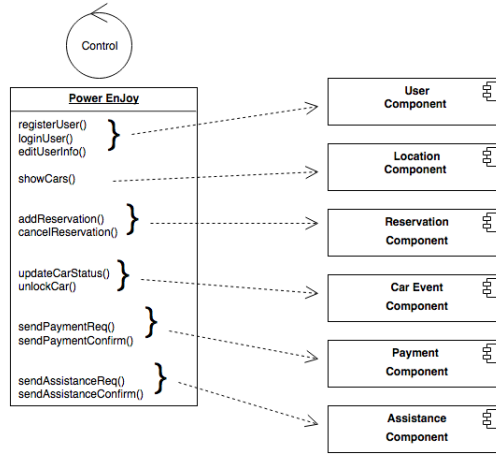 Control
Power EnJoy
registerUser()
loginUser()
editUserInfo()
showCars()
addReservation()
cancelReservation()
updateCarStatus()
unlockCar()
sendPaymentReq()
sendPaymentConfirm()
sendAssistanceReq()
sendAssistanceConfirm()
User
Component
Location
Component
Reservation
Component
Car Event
Component
Payment
Component
Assistance
Component